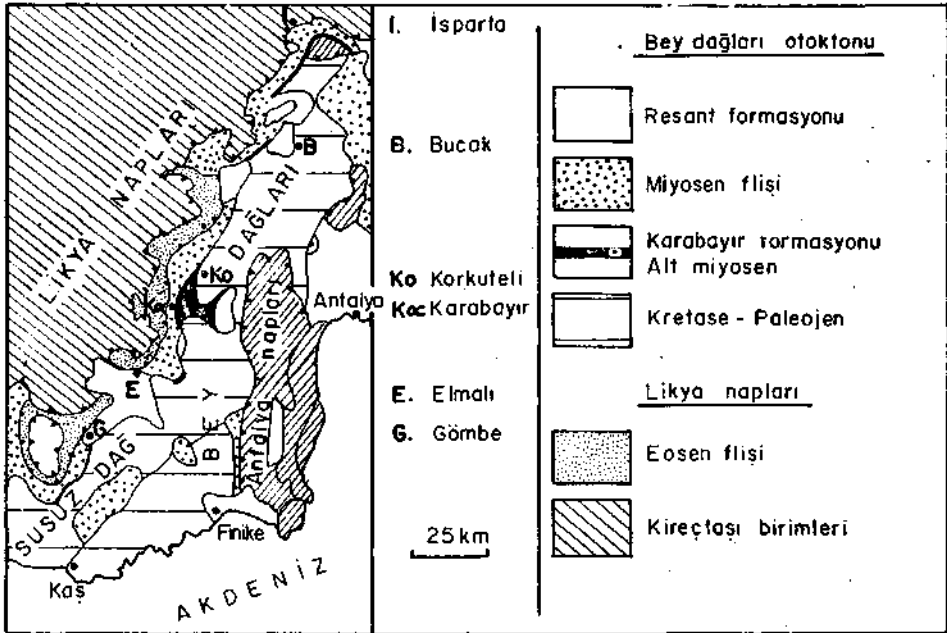 LİKYA NAPLARI
B
BEY DAĞLARI
Ko
Antalya
Antalya napları
E
G
SUSUZ DAĞ
Finike
Kaş
AKDENİZ
I. Isparta
B. Bucak
Ko Korkuteli
Kac Karabayır
E. Elmalı
G. Gömbe
25 km
Bey dağları otoktonu
Resant formasyonu
Miyosen flişi
Karabayır formasyonu
Alt miyosen
Kretase - Paleojen
Likya napları
Eosen flişi
Kireçtaşı birimleri